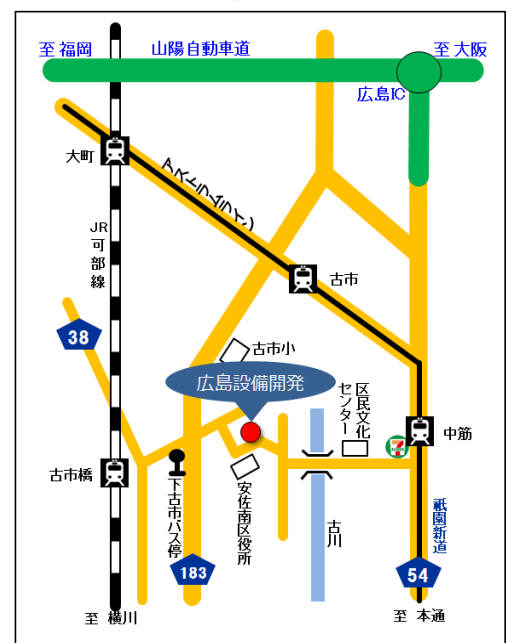 至 福岡
山陽自動車道
至 大阪
広島IC
大町
アストラムライン
JR可部線
古市
38
古市小
広島設備開発
区民文化センター
7
中筋
古市橋
下古市バス停
安佐南区役所
古川
祇園新道
183
54
至 横川
至 本通